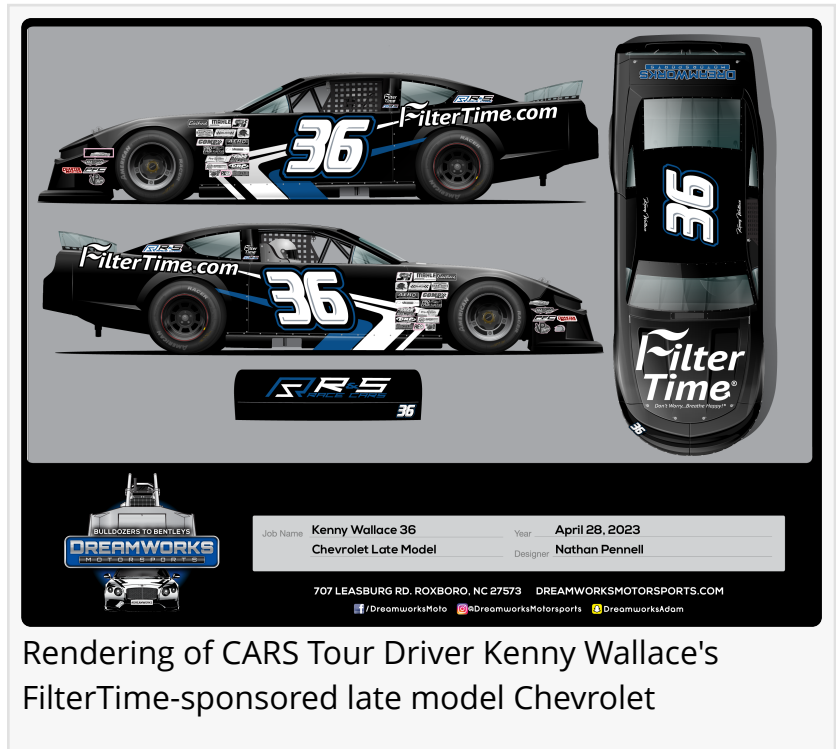 DREAMWORKS
MOTORSPORTS
R&S
FilterTime.com
36
MAHLE
36
R&S
FilterTime.com
36
MAHLE
Filter
Time®
Don't Worry...Breathe Happy!®
36
R&S
RACE CARS
36
BULLDOZERS TO BENTLEYS
DREAMWORKS
MOTORSPORTS
Job Name Kenny Wallace 36 Year April 28, 2023
Chevrolet Late Model Designer Nathan Pennell
707 LEASBURG RD. ROXBORO, NC 27573 DREAMWORKSMOTORSPORTS.COM
/DreamworksMoto @DreamworksMotorsports DreamworksAdam
Rendering of CARS Tour Driver Kenny Wallace's
FilterTime-sponsored late model Chevrolet